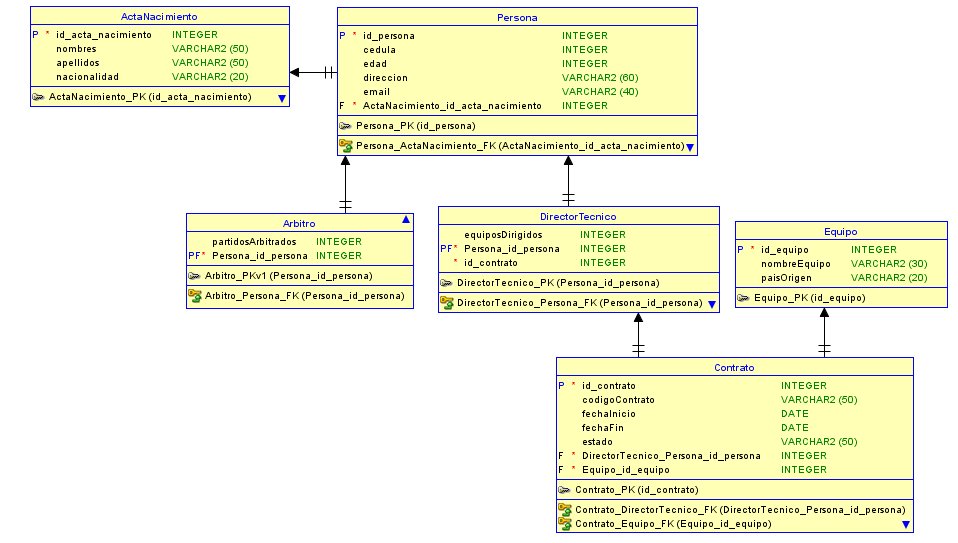 ActaNacimiento
P * id_acta_nacimiento INTEGER
nombres VARCHAR2 (50)
apellidos VARCHAR2 (50)
nacionalidad VARCHAR2 (20)
ActaNacimiento_PK (id_acta_nacimiento)
Persona
P * id_persona INTEGER
cedula INTEGER
edad INTEGER
direccion VARCHAR2 (60)
email VARCHAR2 (40)
F * ActaNacimiento_id_acta_nacimiento INTEGER
Persona_PK (id_persona)
Persona_ActaNacimiento_FK (ActaNacimiento_id_acta_nacimiento)
Arbitro
partidosArbitrados INTEGER
PF* Persona_id_persona INTEGER
Arbitro_PKv1 (Persona_id_persona)
Arbitro_Persona_FK (Persona_id_persona)
DirectorTecnico
equiposDirigidos INTEGER
PF* Persona_id_persona INTEGER
* id_contrato INTEGER
DirectorTecnico_PK (Persona_id_persona)
DirectorTecnico_Persona_FK (Persona_id_persona)
Equipo
P * id_equipo INTEGER
nombreEquipo VARCHAR2 (30)
paisOrigen VARCHAR2 (20)
Equipo_PK (id_equipo)
Contrato
P * id_contrato INTEGER
codigoContrato VARCHAR2 (50)
fechaInicio DATE
fechaFin DATE
estado VARCHAR2 (50)
F * DirectorTecnico_Persona_id_persona INTEGER
F * Equipo_id_equipo INTEGER
Contrato_PK (id_contrato)
Contrato_DirectorTecnico_FK (DirectorTecnico_Persona_id_persona)
Contrato_Equipo_FK (Equipo_id_equipo)